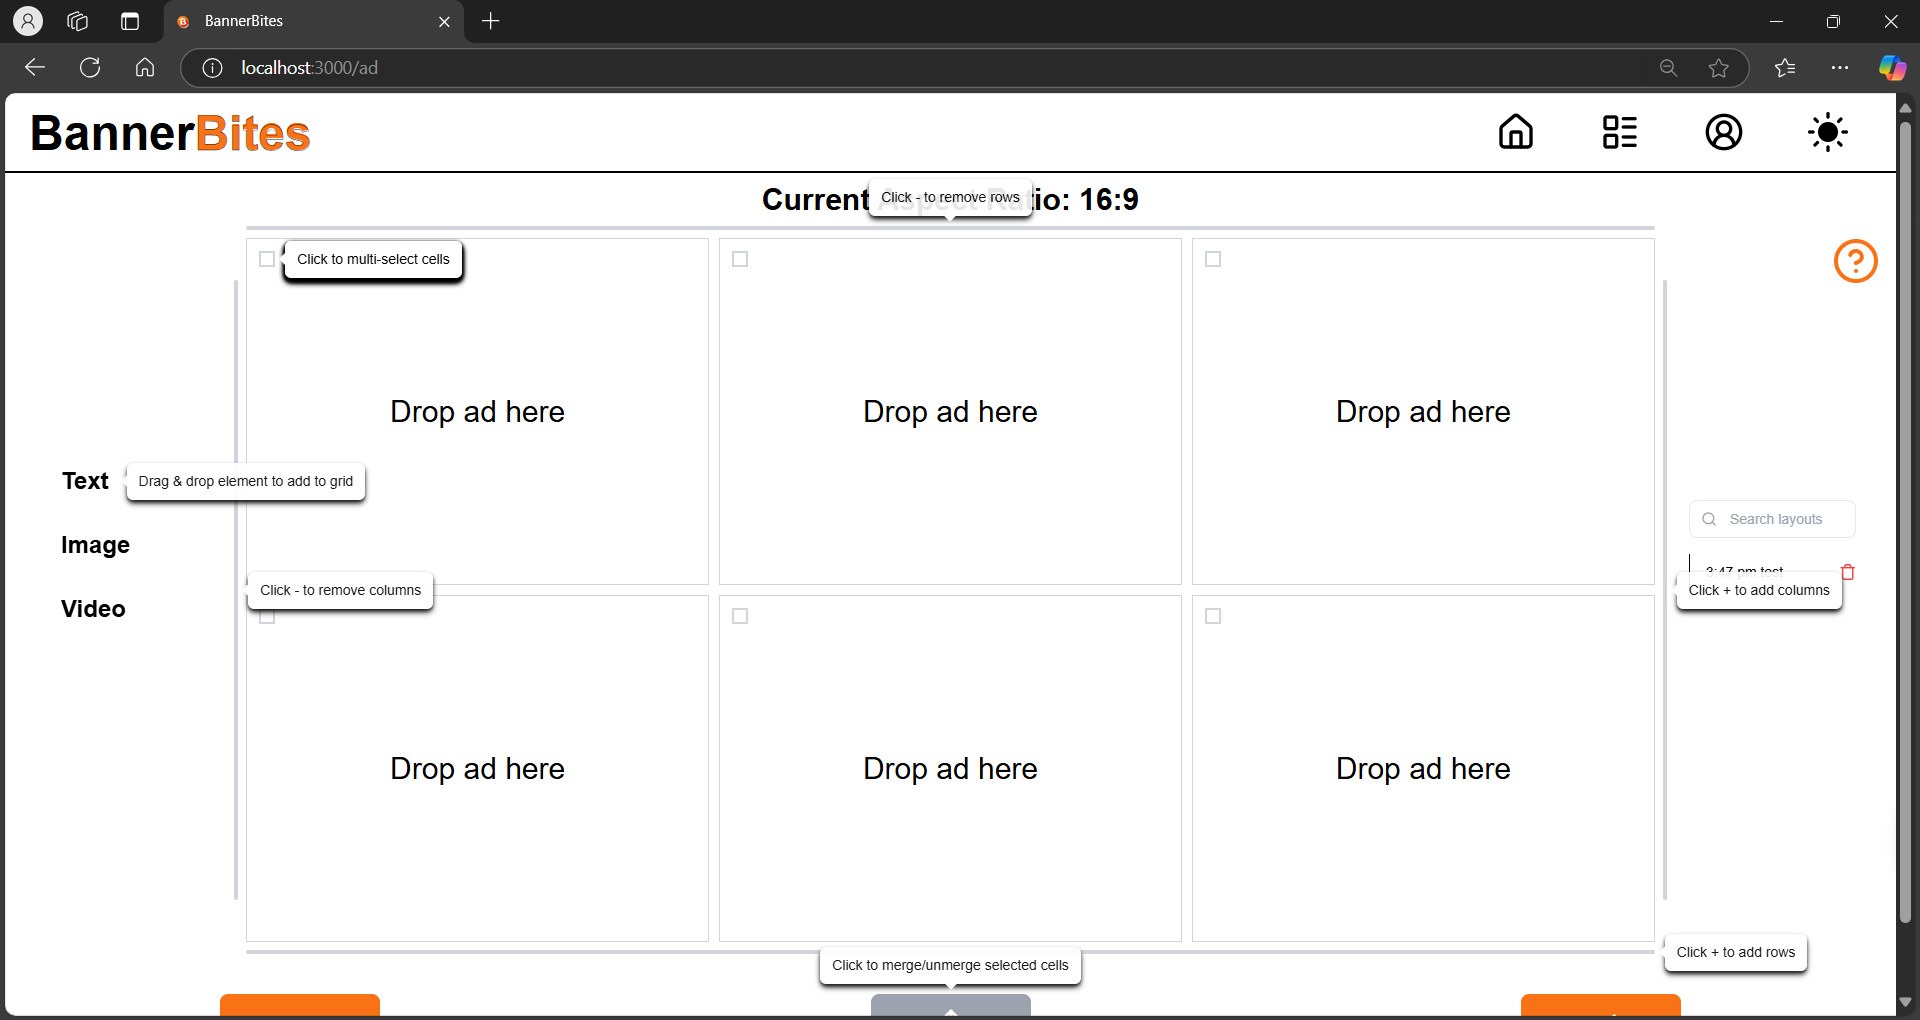 BannerBites
localhost:3000/ad
BannerBites
Current Aspect Ratio: 16:9
Click - to remove rows
Click to multi-select cells
Drop ad here
Drop ad here
Drop ad here
Text
Drag & drop element to add to grid
Image
Search layouts
3:47 pm test
Click - to remove columns
Click + to add columns
Video
Drop ad here
Drop ad here
Drop ad here
Click + to add rows
Click to merge/unmerge selected cells